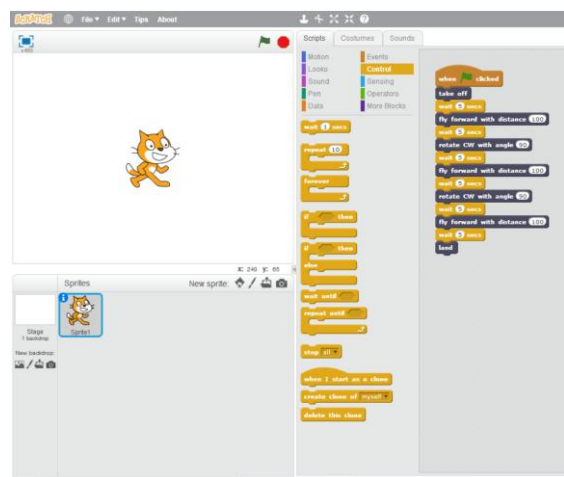 SCRATCH File Edit Tips About
v460
Scripts Costumes Sounds
Motion Events
Looks Control
Sound Sensing
Pen Operators
Data More Blocks
wait 1 secs
repeat 10
forever
if then
if then
else
wait until
repeat until
stop all
when I start as a clone
create clone of myself
delete this clone
when clicked
take off
wait 5 secs
fly forward with distance 100
wait 5 secs
rotate CW with angle 90
wait 5 secs
fly forward with distance 100
wait 5 secs
rotate CW with angle 90
wait 5 secs
fly forward with distance 100
wait 5 secs
land
X: 240 y: 65
Sprites New sprite:
Stage
1 backdrop
New backdrop:
Sprite1